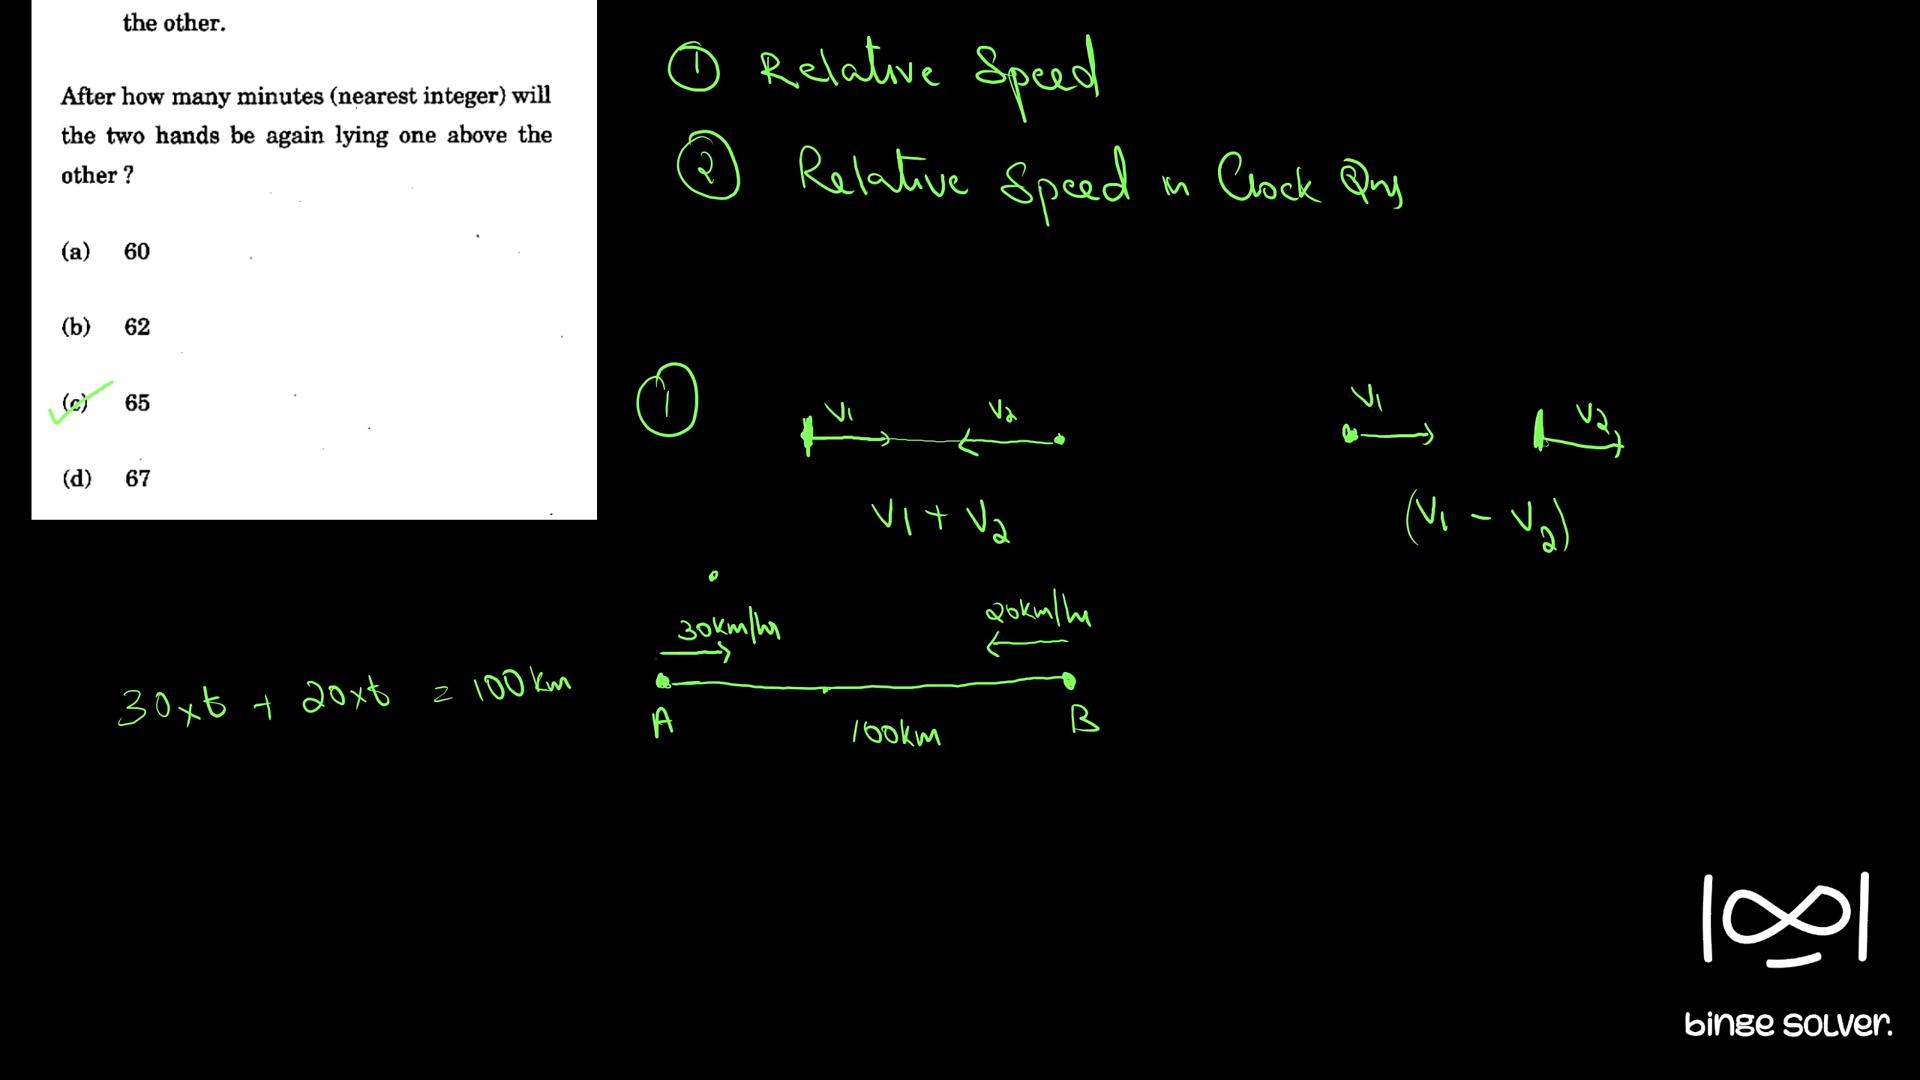 the other.
After how many minutes (nearest integer) will
the two hands be again lying one above the
other ?
(a) 60
(b) 62
(c) 65
(d) 67
① Relative Speed
② Relative Speed in Clock Qns
①
V1 V2
V1 + V2
V1 V2
(V1 - V2)
30km/hr 20km/hr
30xt + 20xt = 100km
A 100km B
binge solver.